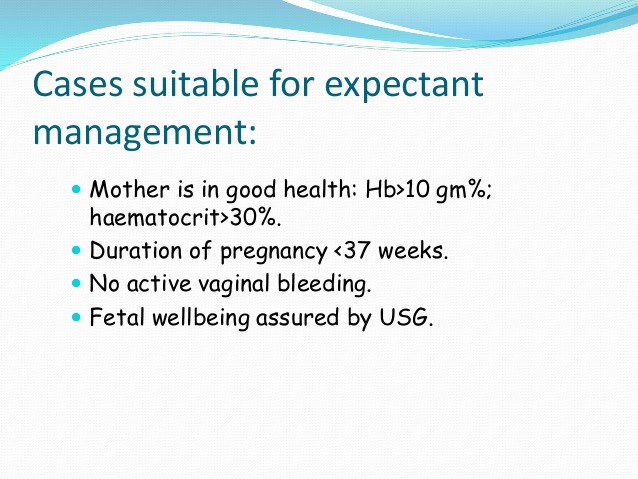 Cases suitable for expectant
management:
• Mother is in good health: Hb>10 gm%;
haematocrit>30%.
• Duration of pregnancy <37 weeks.
• No active vaginal bleeding.
• Fetal wellbeing assured by USG.